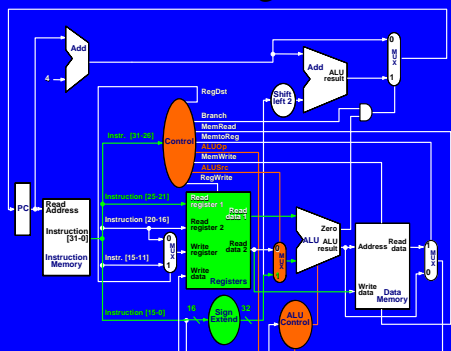 Add
4
Add
ALU
result
0
MUX
1
Shift
left 2
RegDst
Branch
MemRead
MemtoReg
ALUOp
MemWrite
ALUSrc
RegWrite
Instr. [31-26]
Control
PC
Read
Address
Instruction
[31-0]
Instruction
Memory
Instruction [25-21]
Instruction [20-16]
Instr. [15-11]
0
MUX
1
Read
register 1
Read
register 2
Write
register
Write
data
Read
data 1
Read
data 2
Registers
0
MUX
1
Zero
ALU
ALU
result
Address
Read
data
Write
data
Data
Memory
1
MUX
0
Instruction [15-0]
16
Sign
Extend
32
ALU
Control